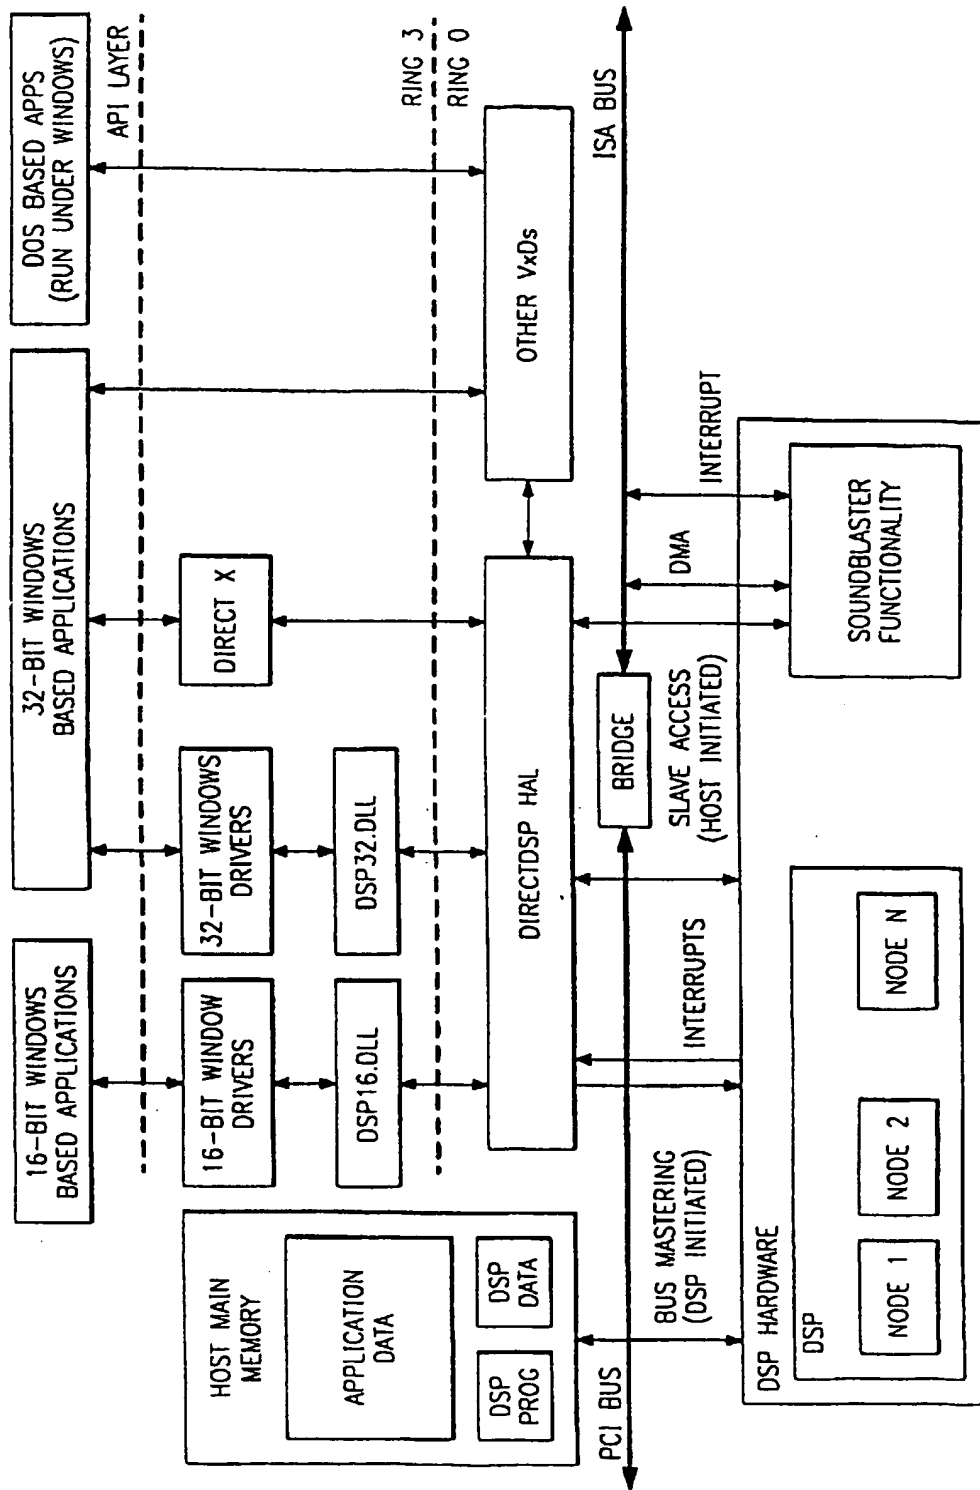 16-BIT WINDOWS
BASED APPLICATIONS
32-BIT WINDOWS
BASED APPLICATIONS
DOS BASED APPS
(RUN UNDER WINDOWS)
API LAYER
HOST MAIN
MEMORY
APPLICATION
DATA
DSP
PROG
DSP
DATA
16-BIT WINDOW
DRIVERS
32-BIT WINDOWS
DRIVERS
DIRECT X
DSP16.DLL
DSP32.DLL
RING 3
RING 0
DIRECTDSP HAL
OTHER VxDs
PCI BUS
BRIDGE
ISA BUS
BUS MASTERING
(DSP INITIATED)
INTERRUPTS
SLAVE ACCESS
(HOST INITIATED)
DMA
INTERRUPT
DSP HARDWARE
DSP
NODE 1
NODE 2
NODE N
SOUNDBLASTER
FUNCTIONALITY